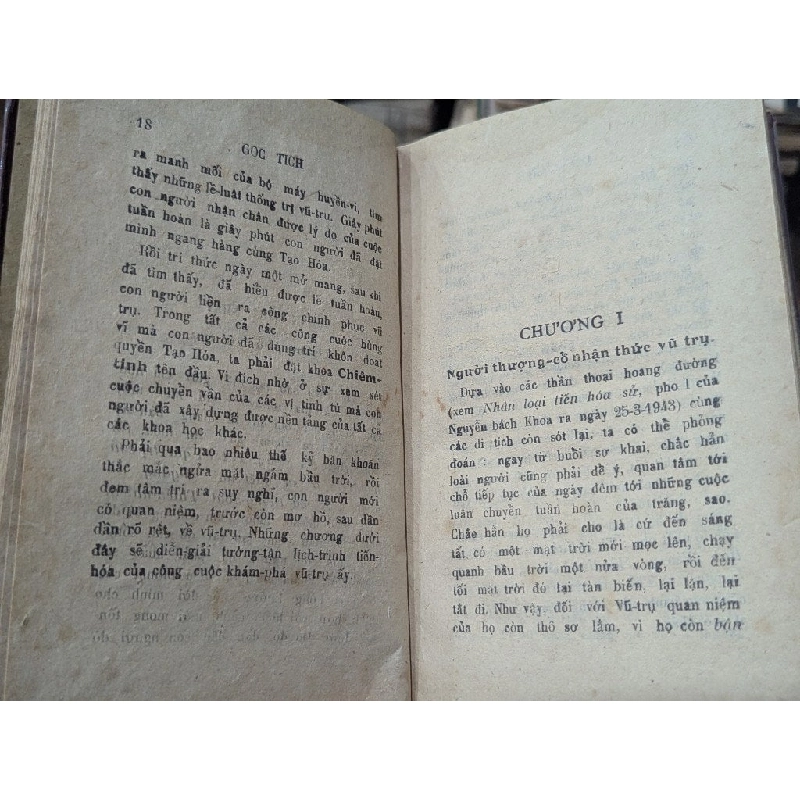 18
GỐC TÍCH
ra manh mối của bộ máy huyền-vi, tìm
thấy những lẽ-luật thống trị vũ-trụ. Giây phút
con người nhận chân được lý do của cuộc
tuần hoàn là giây phút con người đã đặt
mình ngang hàng cùng Tạo Hóa.
Rồi tri thức ngày một mở mang, sau khi
đã tìm thấy, đã hiểu được lẽ tuần hoàn,
con người liền ra công chinh phục vũ
trụ. Trong tất cả các công cuộc hùng
vĩ mà con người đã dùng trí khôn đoạt
quyền Tạo Hóa, ta phải đặt khoa Chiêm-
tinh tên đầu. Vì đích nhờ ở sự xem xét
cuộc chuyển vần của các vị tinh tú mà con
người đã xây dựng được nền tảng của tất cả
các khoa học khác.
Phải qua bao nhiêu thế kỷ băn khoăn
thắc mắc ngửa mặt ngắm bầu trời, rồi
đem tâm trí ra suy nghĩ, con người mới
có quan niệm, trước còn mơ hồ, sau dần
dần rõ rệt, về vũ-trụ. Những chương dưới
đây sẽ diễn-giải tường-tận lịch-trình tiến-
hóa của công cuộc khám-phá vũ trụ ấy.
CHƯƠNG I
Người thượng-cổ nhận thức vũ trụ.
Dựa vào các thần thoại hoang đường
(xem Nhân loại tiến hóa sử, pho I của
Nguyễn bách Khoa ra ngày 25-3-1943) cùng
các di tích còn sót lại, ta có thể phỏng
đoán : ngay từ buổi sơ khai, chắc hẳn
loài người cũng phải để ý, quan tâm tới
chỗ tiếp tục của ngày đêm tới những cuộc
luân chuyển tuần hoàn của trăng, sao.
Chắc hẳn họ phải cho là cứ đến sáng
tất có một mặt trời mới mọc lên, chạy
quanh bầu trời một nửa vòng, rồi đến
tối mặt trời đó lại tàn biến, lại lặn, lại
tắt đi. Như vậy đối với Vũ-trụ quan niệm
của họ còn thô sơ lắm, vì họ còn bán